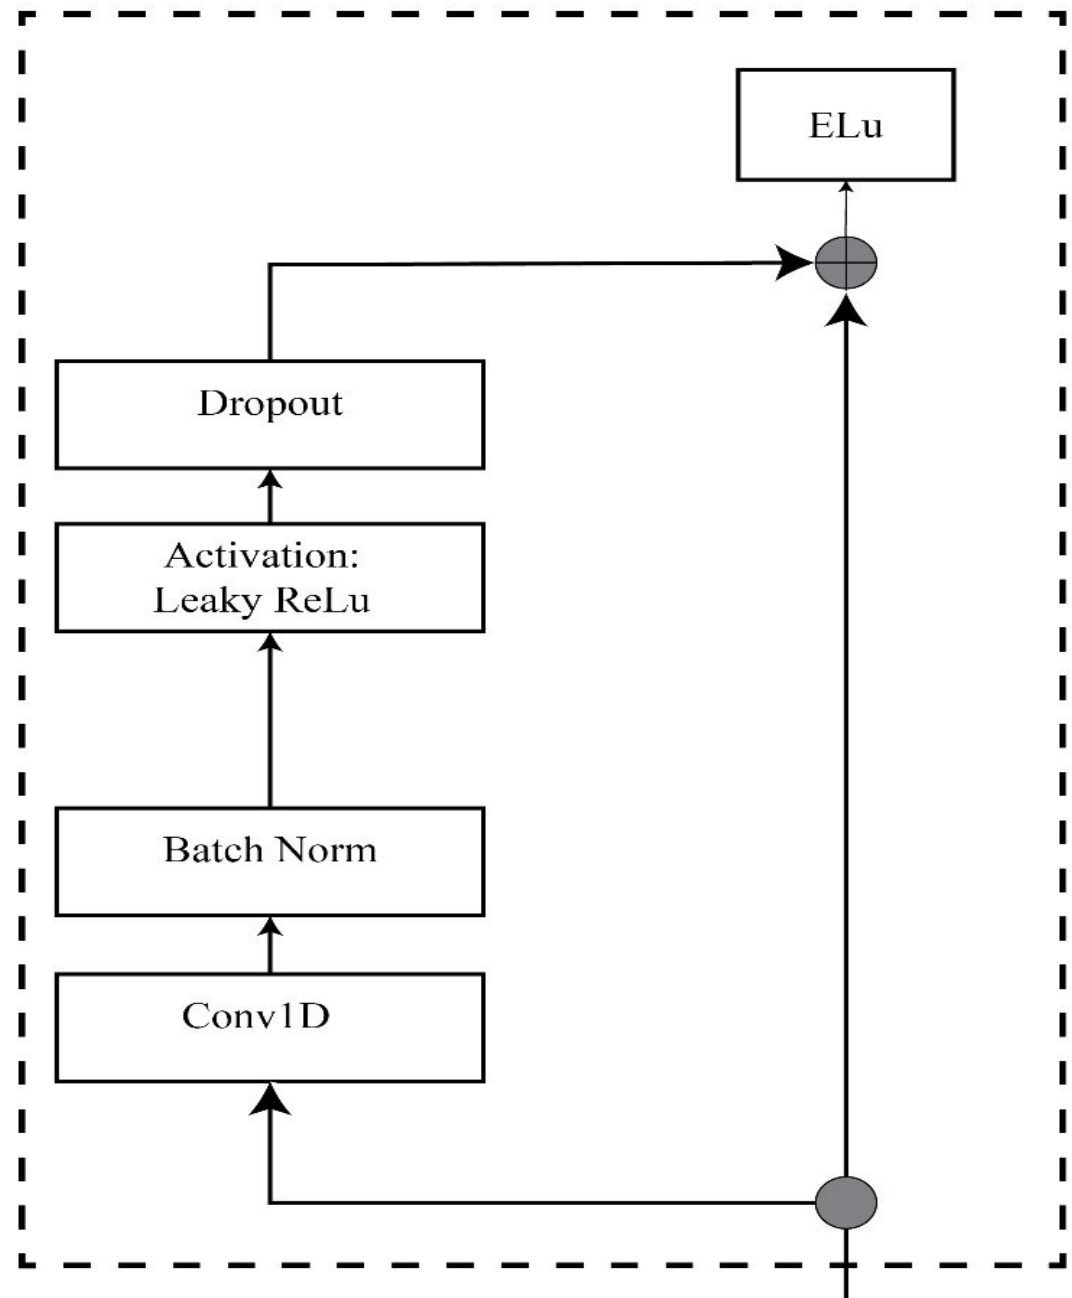 ELu
Dropout
Activation:
Leaky ReLu
Batch Norm
Conv1D